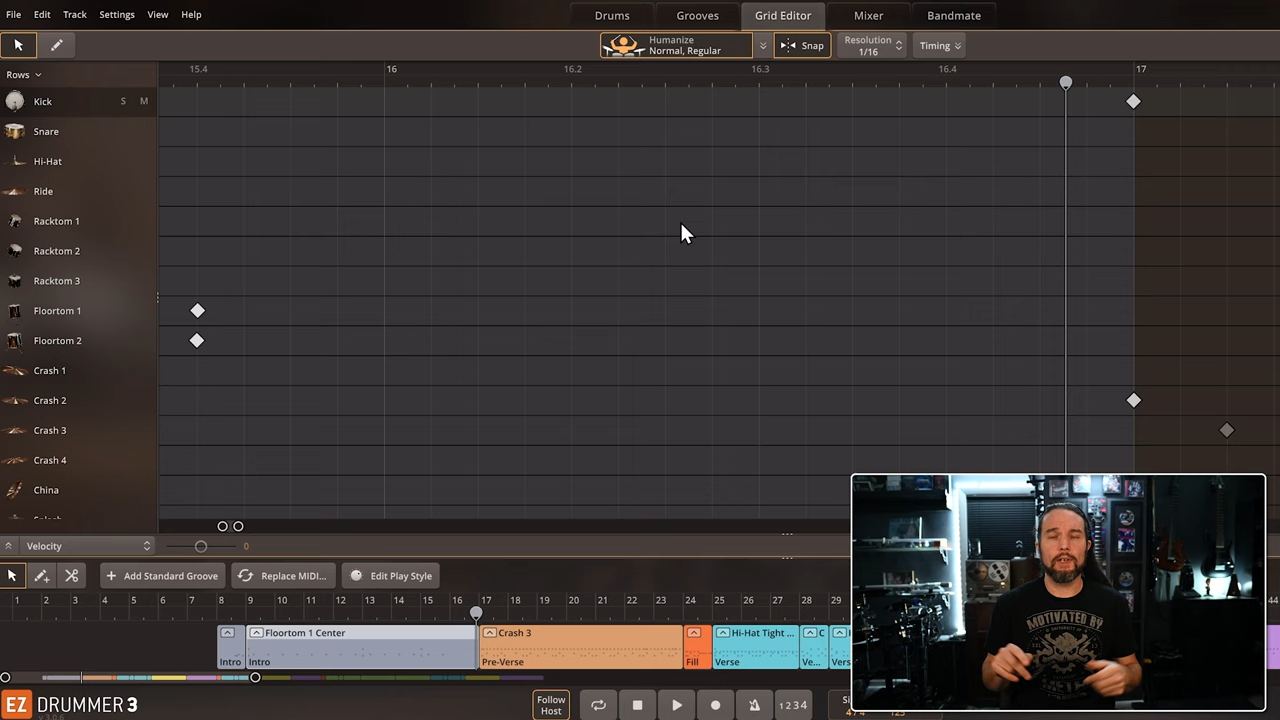 File Edit Track Settings View Help
Drums Grooves Grid Editor Mixer Bandmate
Humanize
Normal, Regular
Snap
Resolution
1/16
Timing
Rows
15.4 16 16.2 16.3 16.4 17
Kick S M
Snare
Hi-Hat
Ride
Racktom 1
Racktom 2
Racktom 3
Floortom 1
Floortom 2
Crash 1
Crash 2
Crash 3
Crash 4
China
Velocity 0
Add Standard Groove Replace MIDI... Edit Play Style
1 2 3 4 5 6 7 8 9 10 11 12 13 14 15 16 17 18 19 20 21 22 23 24 25 26 27 28 29 44
Floortom 1 Center Crash 3 Hi-Hat Tight ... C
Intro Intro Pre-Verse Fill Verse Ve... Vers
EZ DRUMMER 3
Follow
Host
1 2 3 4
MOTIVATED BY